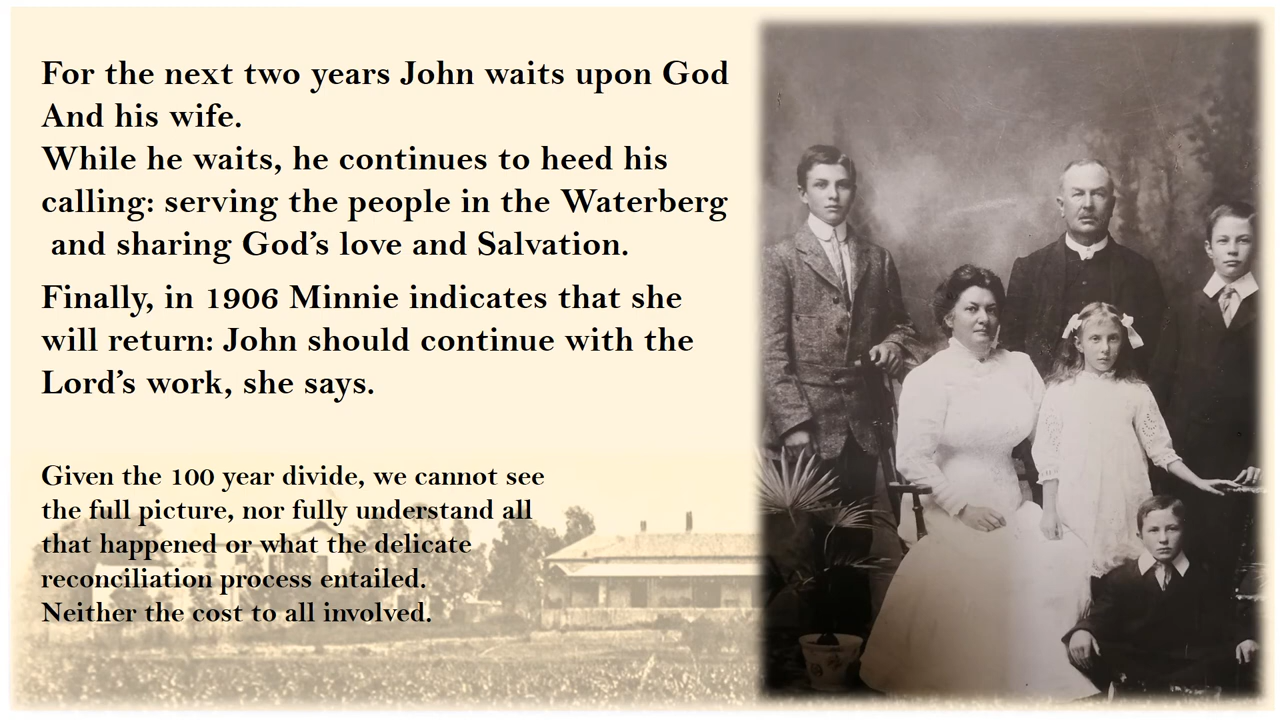 For the next two years John waits upon God
And his wife.
While he waits, he continues to heed his
calling: serving the people in the Waterberg
and sharing God’s love and Salvation.
Finally, in 1906 Minnie indicates that she
will return: John should continue with the
Lord’s work, she says.
Given the 100 year divide, we cannot see
the full picture, nor fully understand all
that happened or what the delicate
reconciliation process entailed.
Neither the cost to all involved.